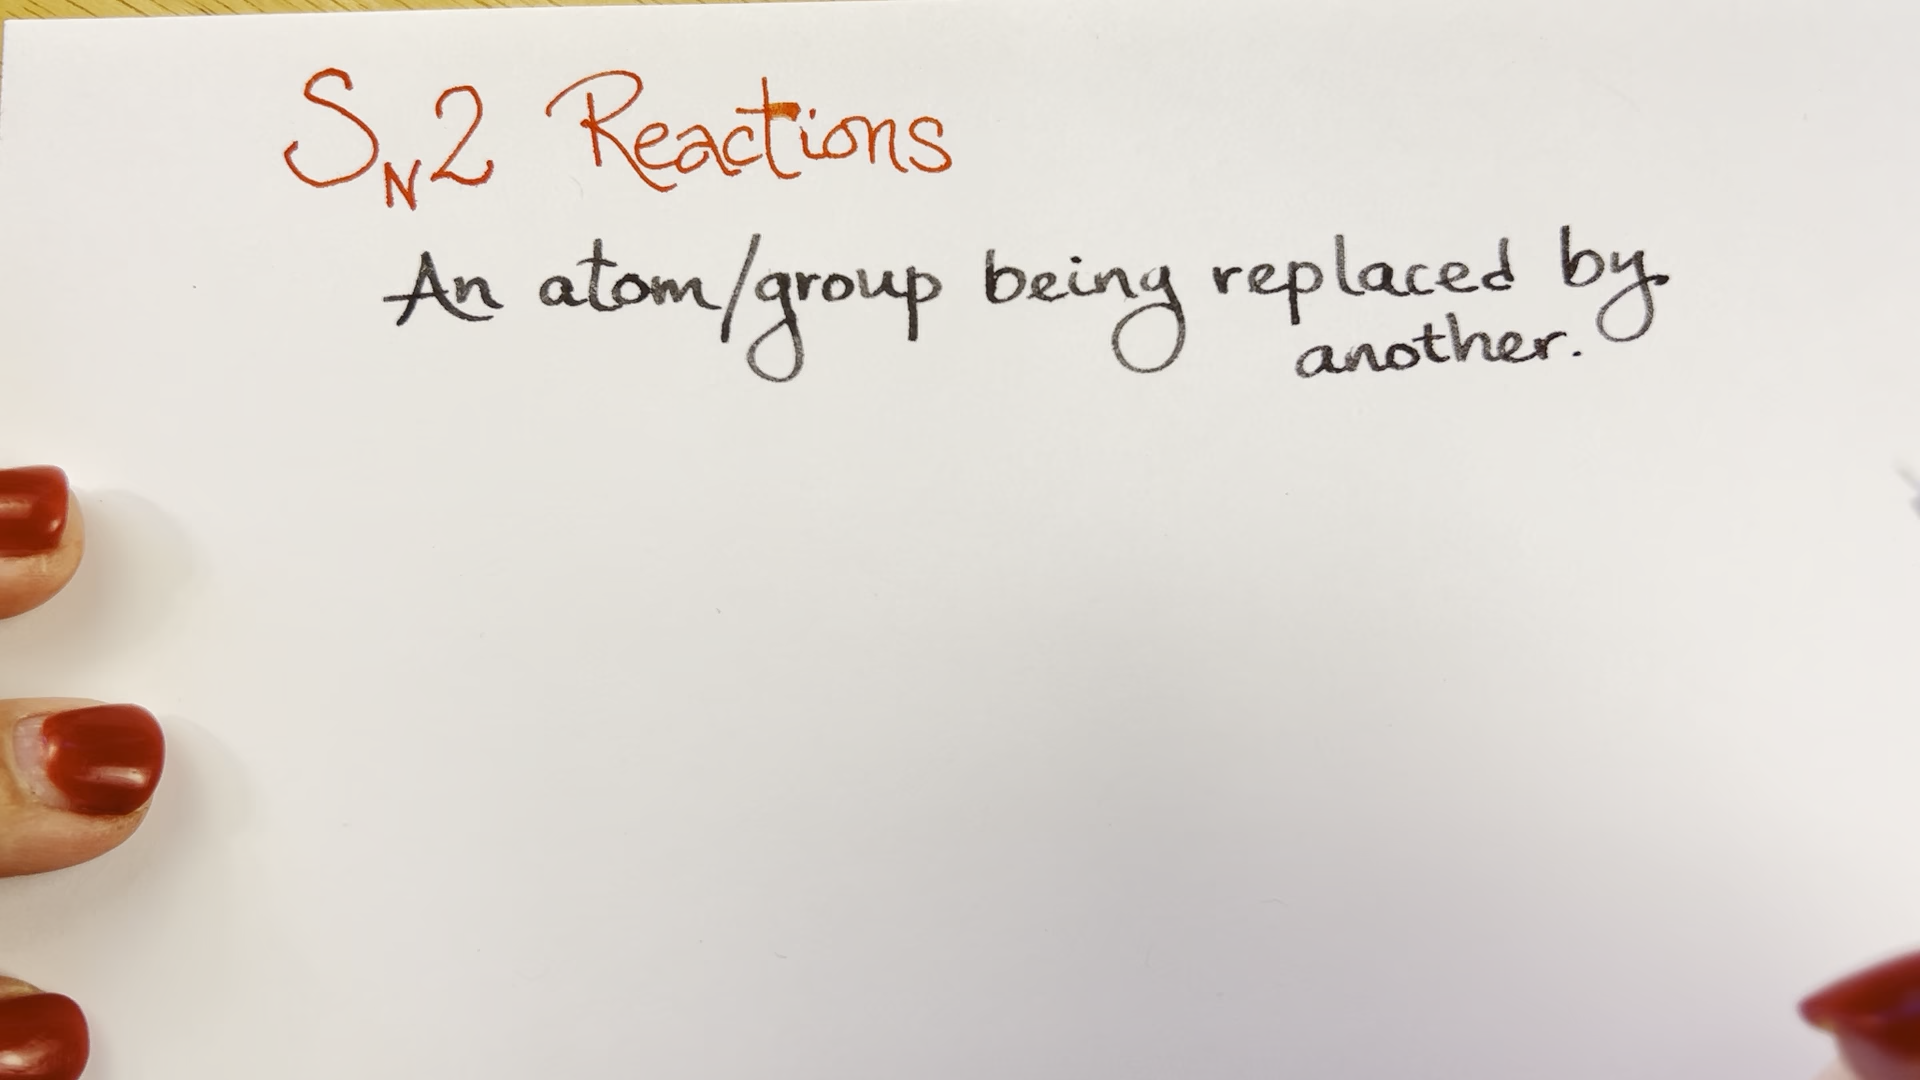 SN2 Reactions
An atom/group being replaced by
another.